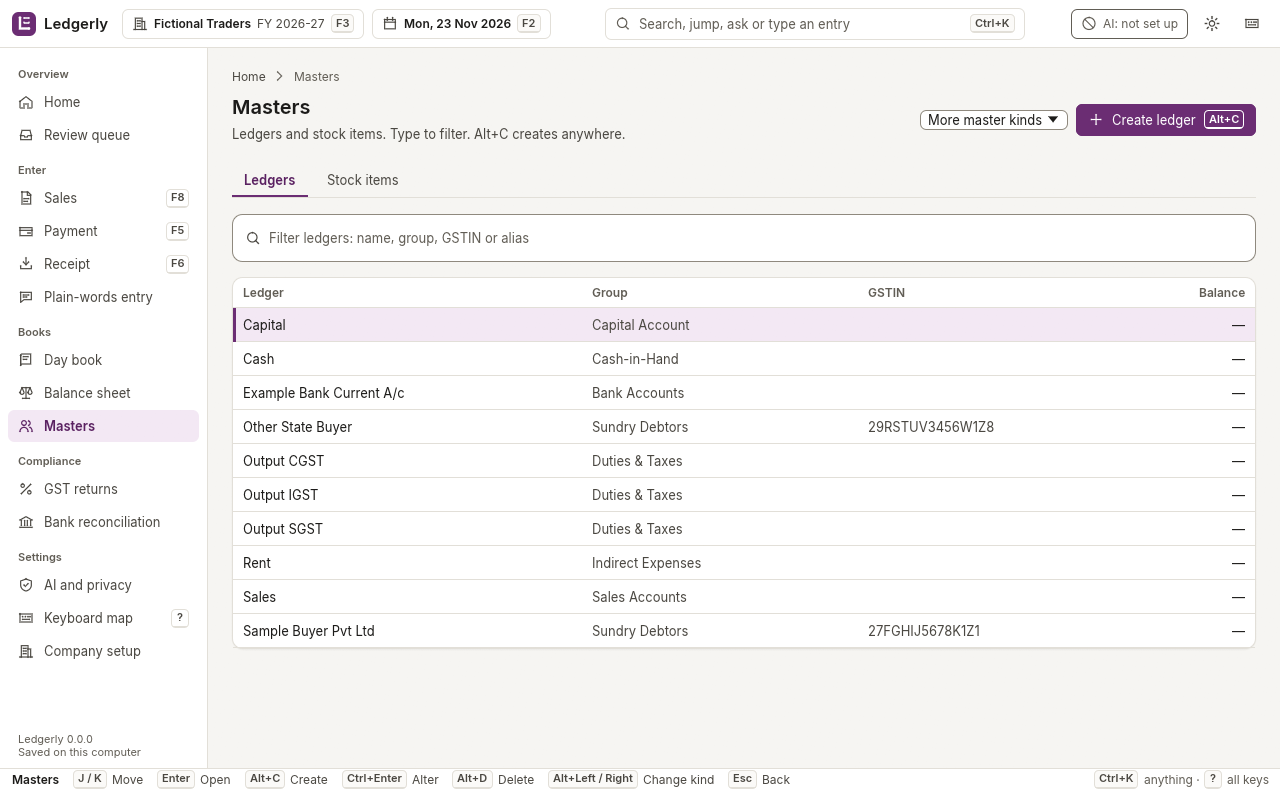 Ledgerly
Fictional Traders FY 2026-27 F3
Mon, 23 Nov 2026 F2
Search, jump, ask or type an entry Ctrl+K
AI: not set up
Overview
Home
Review queue
Enter
Sales F8
Payment F5
Receipt F6
Plain-words entry
Books
Day book
Balance sheet
Masters
Compliance
GST returns
Bank reconciliation
Settings
AI and privacy
Keyboard map ?
Company setup
Ledgerly 0.0.0
Saved on this computer
Home > Masters
Masters
Ledgers and stock items. Type to filter. Alt+C creates anywhere.
More master kinds
Create ledger Alt+C
Ledgers Stock items
Filter ledgers: name, group, GSTIN or alias
Ledger Group GSTIN Balance
Capital Capital Account —
Cash Cash-in-Hand —
Example Bank Current A/c Bank Accounts —
Other State Buyer Sundry Debtors 29RSTUV3456W1Z8 —
Output CGST Duties & Taxes —
Output IGST Duties & Taxes —
Output SGST Duties & Taxes —
Rent Indirect Expenses —
Sales Sales Accounts —
Sample Buyer Pvt Ltd Sundry Debtors 27FGHIJ5678K1Z1 —
Masters J / K Move Enter Open Alt+C Create Ctrl+Enter Alter Alt+D Delete Alt+Left / Right Change kind Esc Back Ctrl+K anything · ? all keys